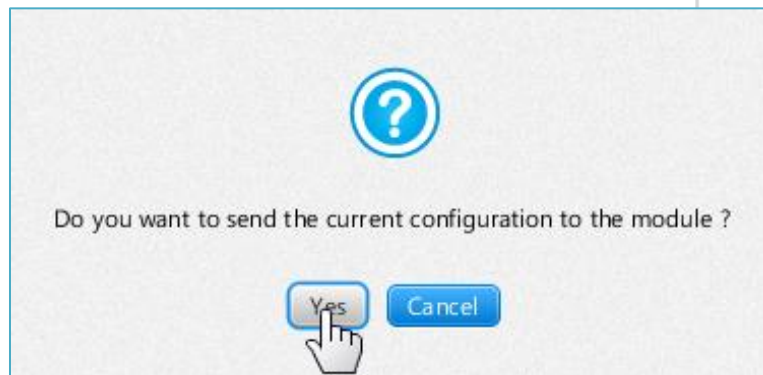 Do you want to send the current configuration to the module ?
Yes
Cancel